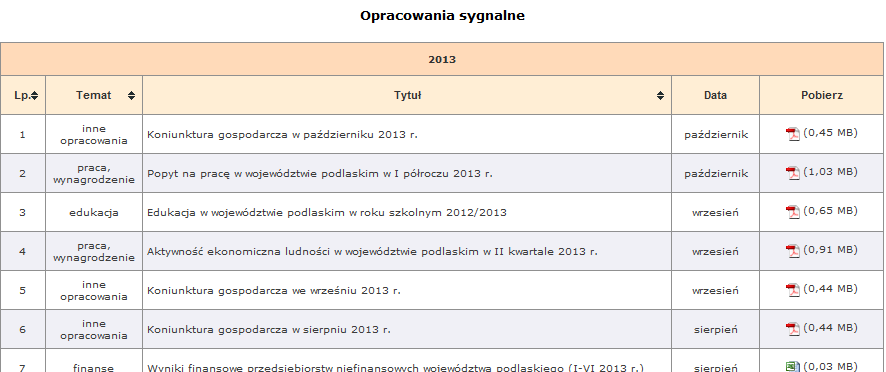 Opracowania sygnalne
2013
Lp. Temat Tytuł Data Pobierz
1 inne opracowania Koniunktura gospodarcza w październiku 2013 r. październik (0,45 MB)
2 praca, wynagrodzenie Popyt na pracę w województwie podlaskim w I półroczu 2013 r. październik (1,03 MB)
3 edukacja Edukacja w województwie podlaskim w roku szkolnym 2012/2013 wrzesień (0,65 MB)
4 praca, wynagrodzenie Aktywność ekonomiczna ludności w województwie podlaskim w II kwartale 2013 r. wrzesień (0,91 MB)
5 inne opracowania Koniunktura gospodarcza we wrześniu 2013 r. wrzesień (0,44 MB)
6 inne opracowania Koniunktura gospodarcza w sierpniu 2013 r. sierpień (0,44 MB)
7 finanse Wyniki finansowe przedsiębiorstw niefinansowych województwa podlaskiego (I-VI 2013 r.) sierpień (0,03 MB)